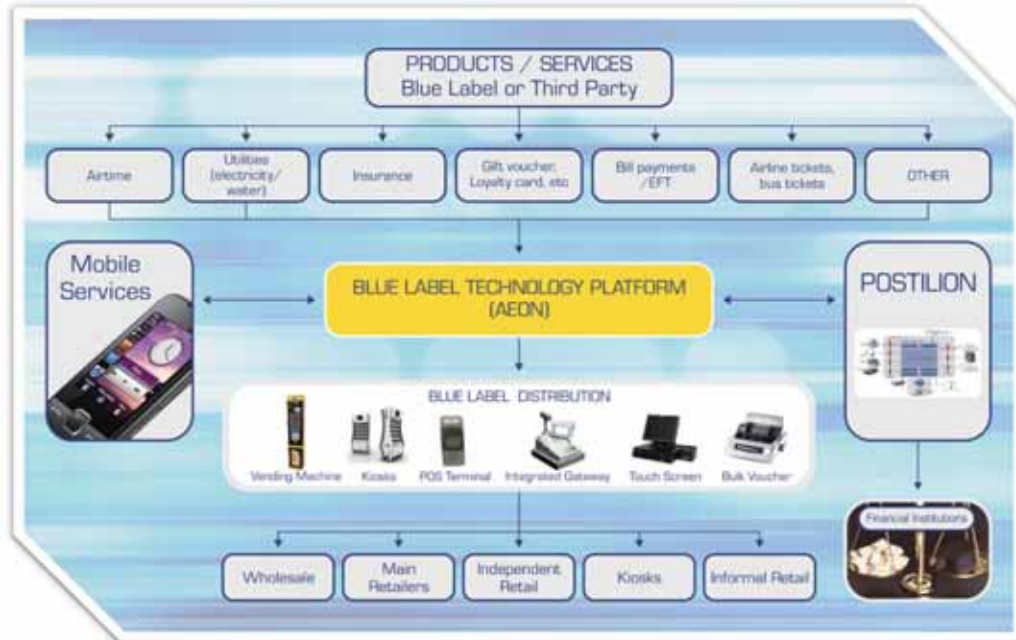 PRODUCTS / SERVICES
Blue Label or Third Party
Airtime
Utilities
(electricity/
water)
Insurance
Gift voucher,
Loyalty card, etc
Bill payments
/EFT
Airline tickets,
bus tickets
OTHER
Mobile
Services
BLUE LABEL TECHNOLOGY PLATFORM
(AEON)
POSTILION
BLUE LABEL DISTRIBUTION
Vending Machine
Kiosks
POS Terminal
Integrated Gateway
Touch Screen
Bulk Voucher
Financial Institutions
Wholesale
Main
Retailers
Independent
Retail
Kiosks
Informal Retail